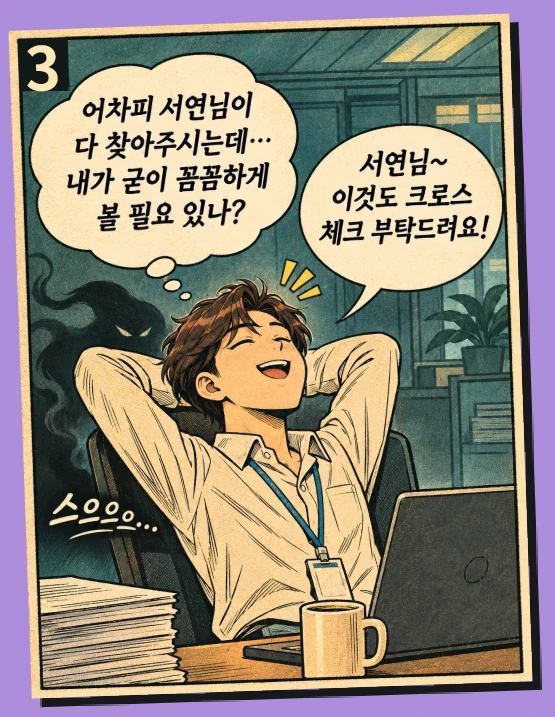 3
어차피 서연님이
다 찾아주시는데…
내가 굳이 꼼꼼하게
볼 필요 있나?
서연님~
이것도 크로스
체크 부탁드려요!
스으으으...